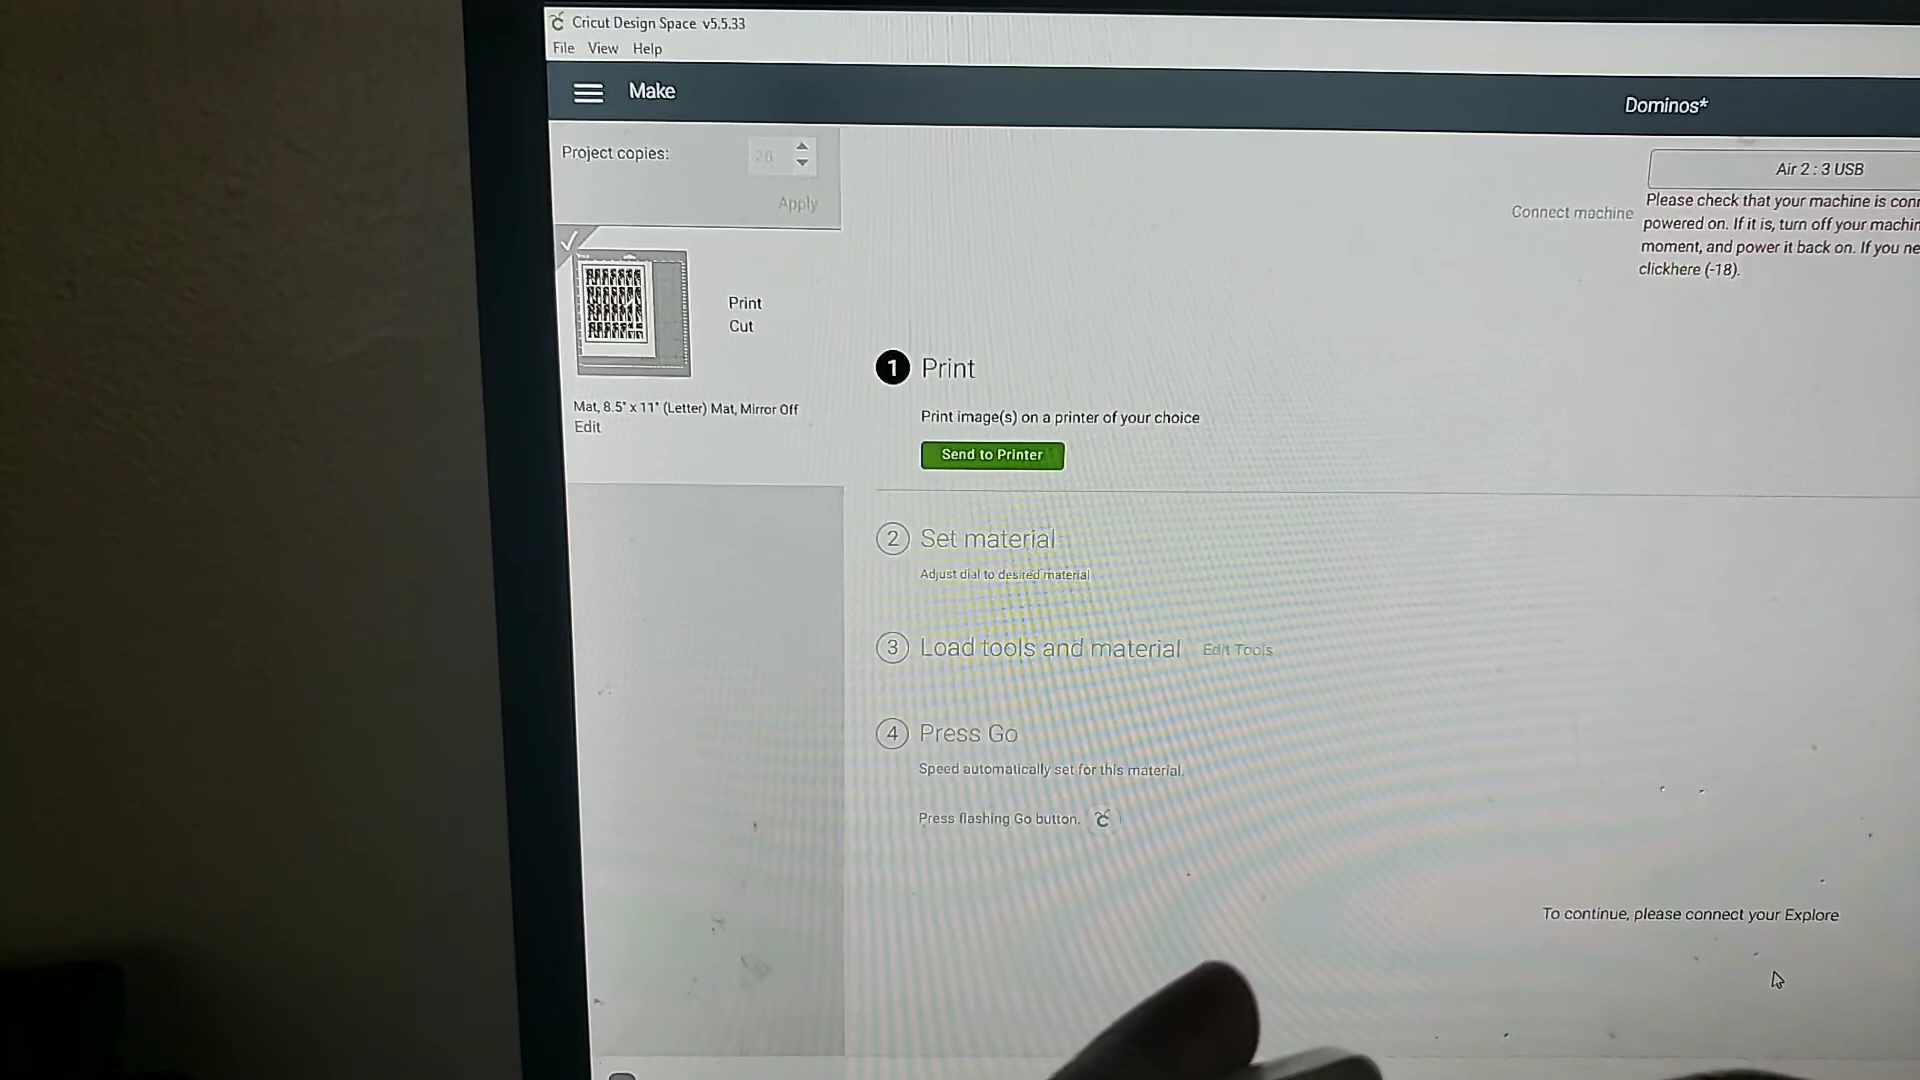 Cricut Design Space v5.5.33
File View Help
Make
Dominos*
Project copies:
28
Apply
Air 2 : 3 USB
Connect machine
Please check that your machine is conn
powered on. If it is, turn off your machin
moment, and power it back on. If you ne
clickhere (-18).
Print
Cut
Mat, 8.5" x 11" (Letter) Mat, Mirror Off
Edit
1 Print
Print image(s) on a printer of your choice
Send to Printer
2 Set material
Adjust dial to desired material
3 Load tools and material Edit Tools
4 Press Go
Speed automatically set for this material.
Press flashing Go button.
To continue, please connect your Explore